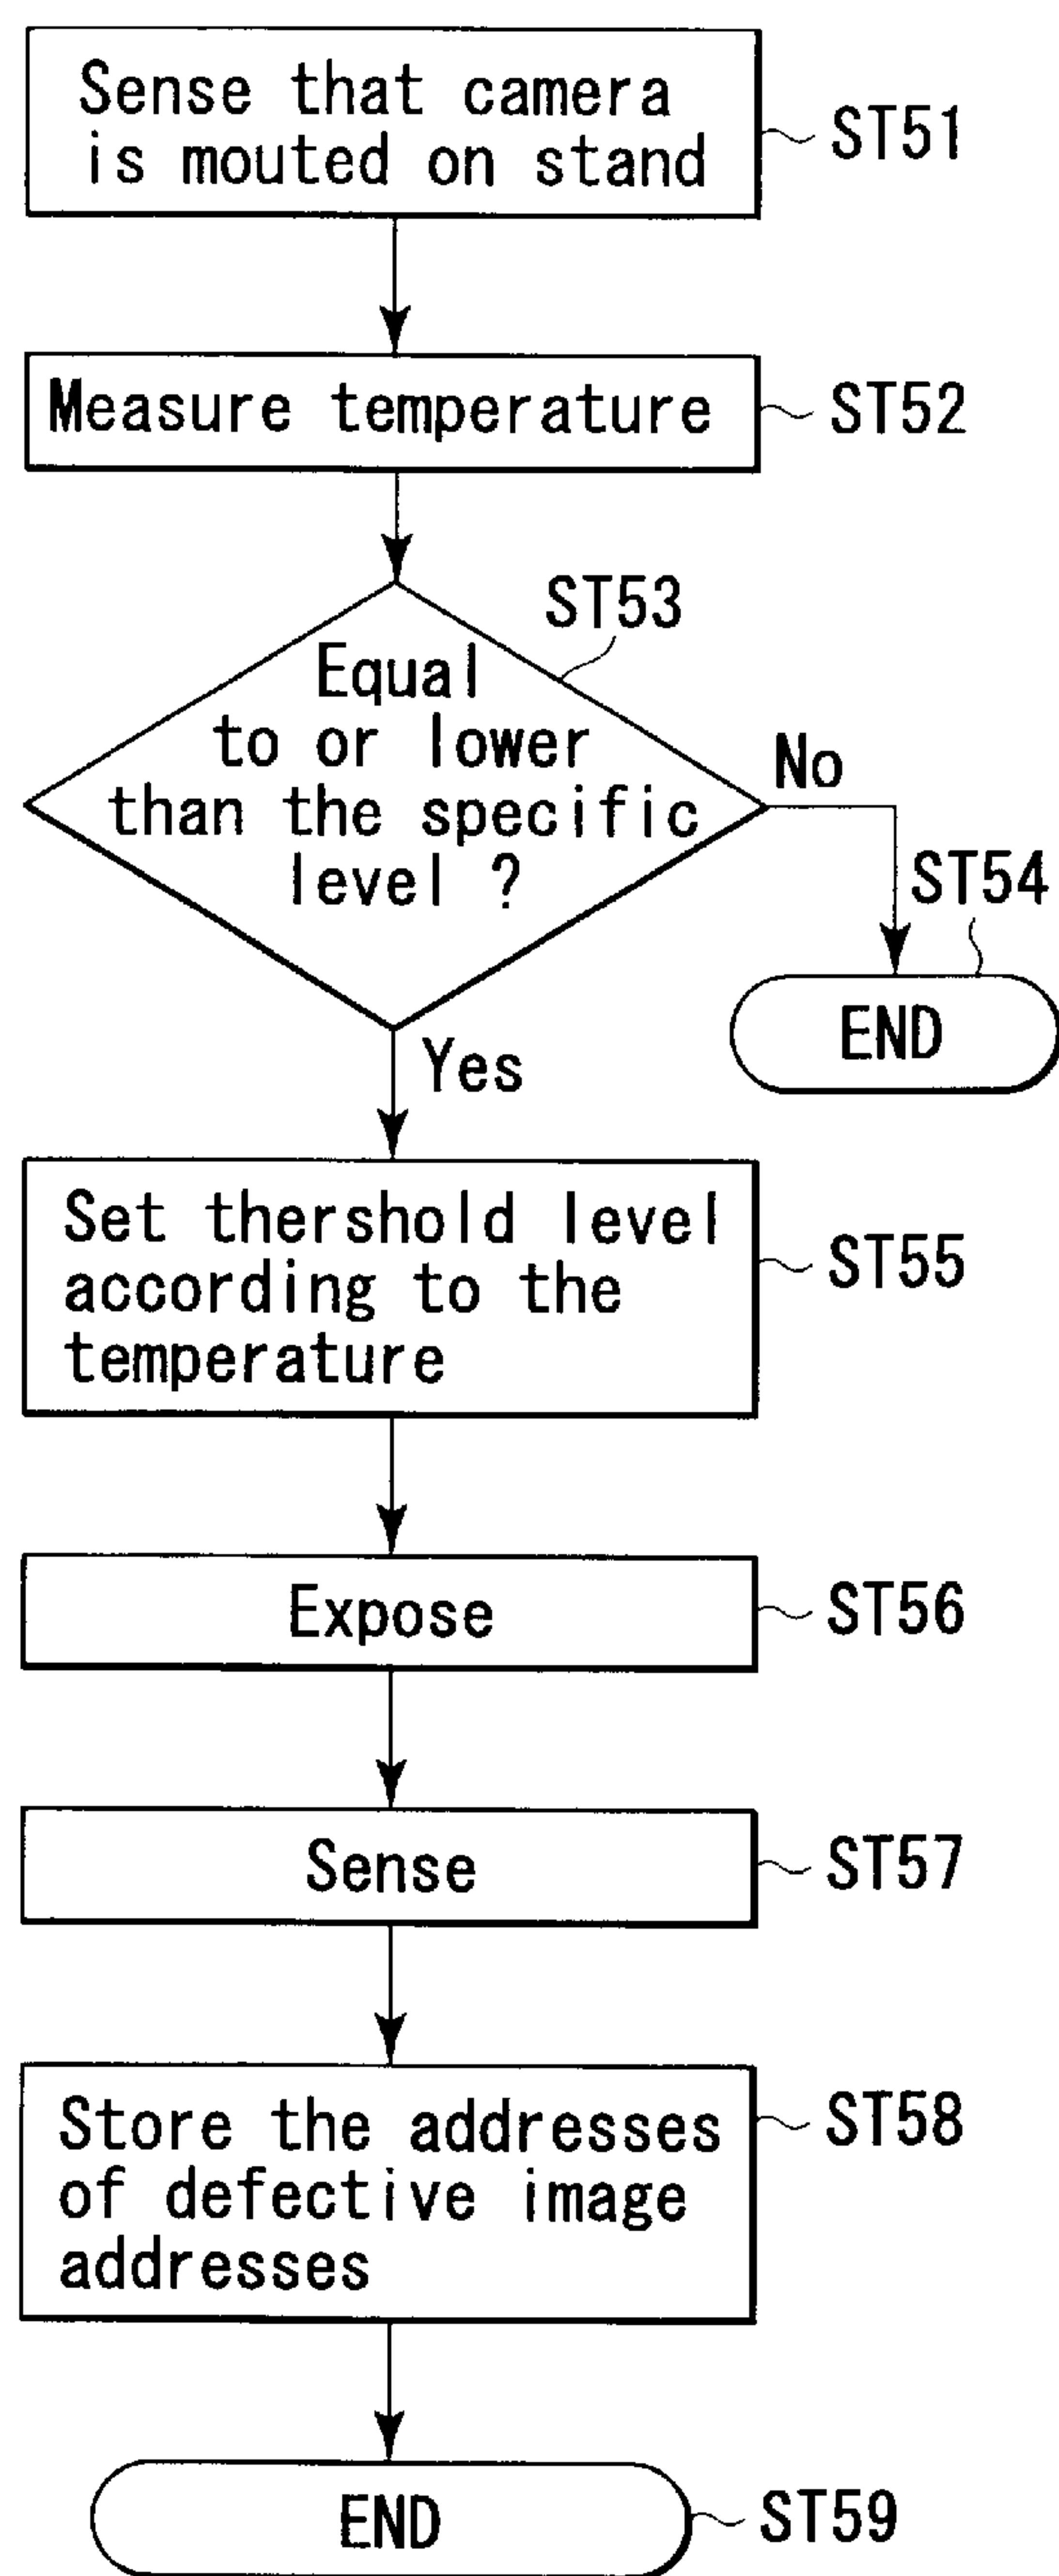 Sense that camera
is mouted on stand
ST51
Measure temperature
ST52
ST53
Equal
to or lower
than the specific
level ?
No
ST54
END
Yes
Set thershold level
according to the
temperature
ST55
Expose
ST56
Sense
ST57
Store the addresses
of defective image
addresses
ST58
END
ST59